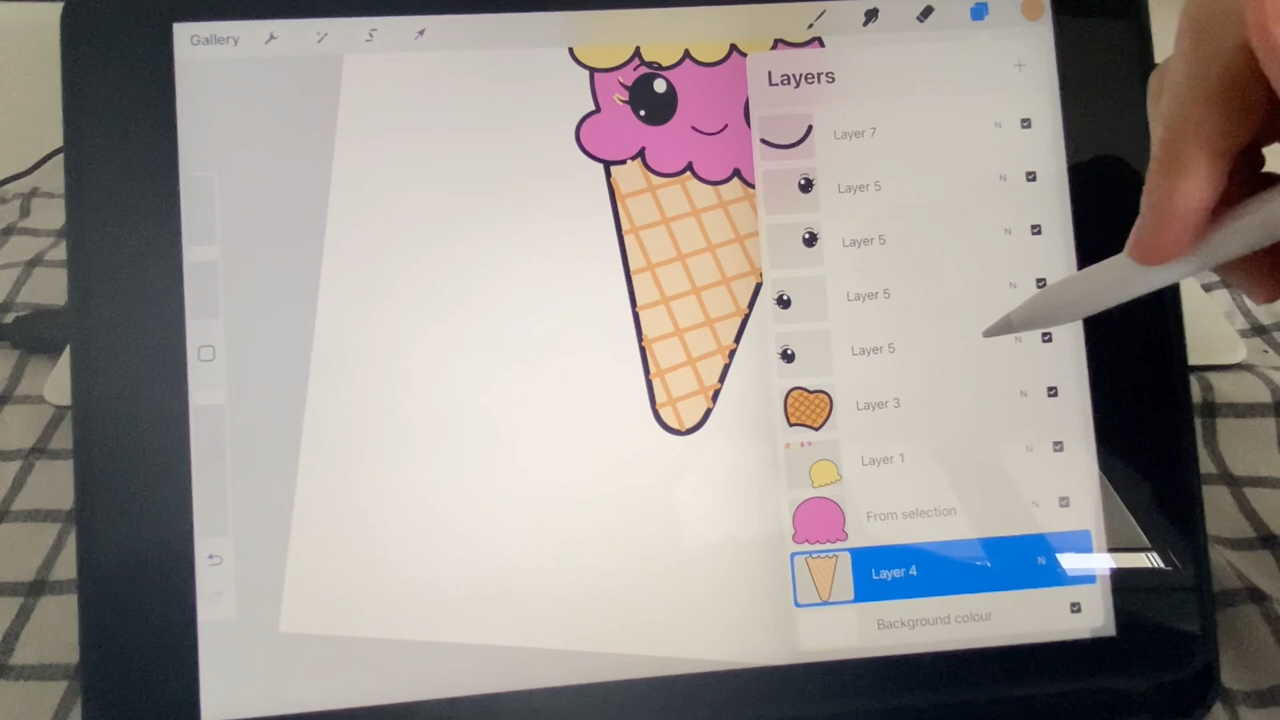 Gallery
Layers
Layer 7 N
Layer 5 N
Layer 5 N
Layer 5 N
Layer 5 N
Layer 3 N
Layer 1 N
From selection N
Layer 4 N
Background colour